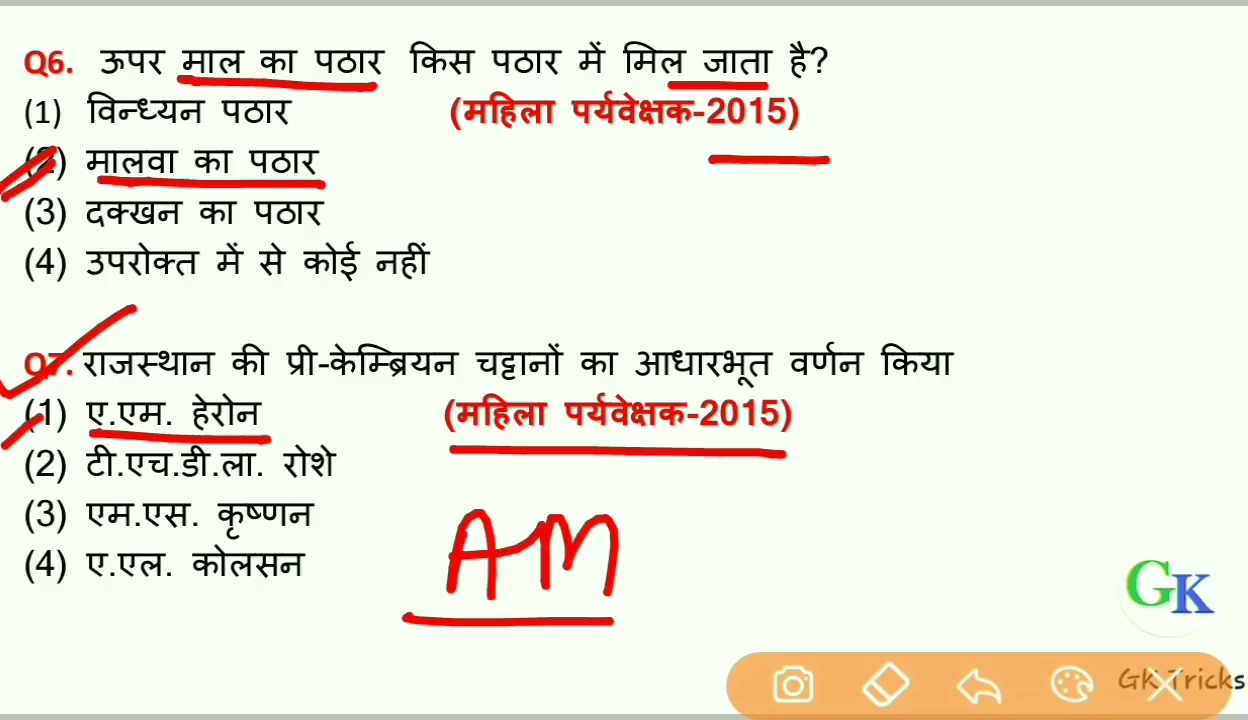 Q6. ऊपर माल का पठार किस पठार में मिल जाता है?
(1) विन्ध्यन पठार (महिला पर्यवेक्षक-2015)
(2) मालवा का पठार
(3) दक्खन का पठार
(4) उपरोक्त में से कोई नहीं
Q7. राजस्थान की प्री-केम्ब्रियन चट्टानों का आधारभूत वर्णन किया
(1) ए.एम. हेरोन (महिला पर्यवेक्षक-2015)
(2) टी.एच.डी.ला. रोशे
(3) एम.एस. कृष्णन
(4) ए.एल. कोलसन
AM
GK
GK Tricks